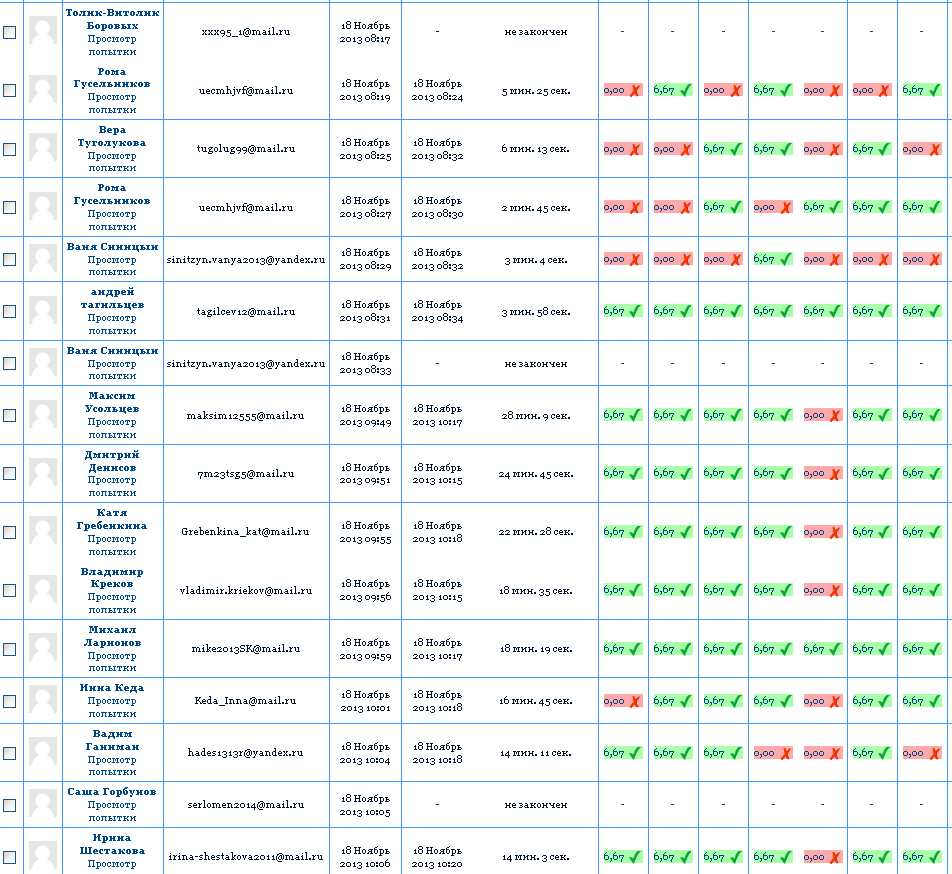 Толик-Витолик
Боровых
Просмотр
попытки
xxx95_1@mail.ru
18 Ноябрь
2013 08:17
-
не закончен
- - - - - - -
Рома
Гусельников
Просмотр
попытки
uecmhjvf@mail.ru
18 Ноябрь
2013 08:19
18 Ноябрь
2013 08:24
5 мин. 25 сек.
0,00 ✗ 6,67 ✓ 0,00 ✗ 6,67 ✓ 0,00 ✗ 0,00 ✗ 6,67 ✓
Вера
Туголукова
Просмотр
попытки
tugolug99@mail.ru
18 Ноябрь
2013 08:25
18 Ноябрь
2013 08:32
6 мин. 13 сек.
0,00 ✗ 0,00 ✗ 6,67 ✓ 6,67 ✓ 0,00 ✗ 6,67 ✓ 0,00 ✗
Рома
Гусельников
Просмотр
попытки
uecmhjvf@mail.ru
18 Ноябрь
2013 08:27
18 Ноябрь
2013 08:30
2 мин. 45 сек.
0,00 ✗ 0,00 ✗ 6,67 ✓ 0,00 ✗ 6,67 ✓ 6,67 ✓ 6,67 ✓
Ваня Синицын
Просмотр
попытки
sinitzyn.vanya2013@yandex.ru
18 Ноябрь
2013 08:29
18 Ноябрь
2013 08:32
3 мин. 4 сек.
0,00 ✗ 0,00 ✗ 0,00 ✗ 6,67 ✓ 0,00 ✗ 0,00 ✗ 0,00 ✗
андрей
тагильцев
Просмотр
попытки
tagilcev12@mail.ru
18 Ноябрь
2013 08:31
18 Ноябрь
2013 08:34
3 мин. 58 сек.
6,67 ✓ 6,67 ✓ 6,67 ✓ 6,67 ✓ 6,67 ✓ 6,67 ✓ 6,67 ✓
Ваня Синицын
Просмотр
попытки
sinitzyn.vanya2013@yandex.ru
18 Ноябрь
2013 08:33
-
не закончен
- - - - - - -
Максим
Усольцев
Просмотр
попытки
maksim12555@mail.ru
18 Ноябрь
2013 09:49
18 Ноябрь
2013 10:17
28 мин. 9 сек.
6,67 ✓ 6,67 ✓ 6,67 ✓ 6,67 ✓ 0,00 ✗ 6,67 ✓ 6,67 ✓
Дмитрий
Денисов
Просмотр
попытки
7m23tsg5@mail.ru
18 Ноябрь
2013 09:51
18 Ноябрь
2013 10:15
24 мин. 45 сек.
6,67 ✓ 6,67 ✓ 6,67 ✓ 6,67 ✓ 0,00 ✗ 6,67 ✓ 6,67 ✓
Катя
Гребенкина
Просмотр
попытки
Grebenkina_kat@mail.ru
18 Ноябрь
2013 09:55
18 Ноябрь
2013 10:18
22 мин. 28 сек.
6,67 ✓ 6,67 ✓ 6,67 ✓ 6,67 ✓ 0,00 ✗ 6,67 ✓ 6,67 ✓
Владимир
Креков
Просмотр
попытки
vladimir.kriekov@mail.ru
18 Ноябрь
2013 09:56
18 Ноябрь
2013 10:15
18 мин. 35 сек.
6,67 ✓ 6,67 ✓ 6,67 ✓ 6,67 ✓ 0,00 ✗ 6,67 ✓ 6,67 ✓
Михаил
Ларионов
Просмотр
попытки
mike2013SK@mail.ru
18 Ноябрь
2013 09:59
18 Ноябрь
2013 10:17
18 мин. 19 сек.
6,67 ✓ 6,67 ✓ 6,67 ✓ 6,67 ✓ 6,67 ✓ 6,67 ✓ 6,67 ✓
Инна Кеда
Просмотр
попытки
Keda_Inna@mail.ru
18 Ноябрь
2013 10:01
18 Ноябрь
2013 10:18
16 мин. 45 сек.
0,00 ✗ 6,67 ✓ 6,67 ✓ 6,67 ✓ 0,00 ✗ 6,67 ✓ 6,67 ✓
Вадим
Ганиман
Просмотр
попытки
hades1313r@yandex.ru
18 Ноябрь
2013 10:04
18 Ноябрь
2013 10:18
14 мин. 11 сек.
6,67 ✓ 6,67 ✓ 6,67 ✓ 0,00 ✗ 0,00 ✗ 6,67 ✓ 0,00 ✗
Саша Горбунов
Просмотр
попытки
serlomen2014@mail.ru
18 Ноябрь
2013 10:05
-
не закончен
- - - - - - -
Ирина
Шестакова
Просмотр
irina-shestakova2011@mail.ru
18 Ноябрь
2013 10:06
18 Ноябрь
2013 10:20
14 мин. 3 сек.
6,67 ✓ 6,67 ✓ 6,67 ✓ 6,67 ✓ 0,00 ✗ 6,67 ✓ 6,67 ✓